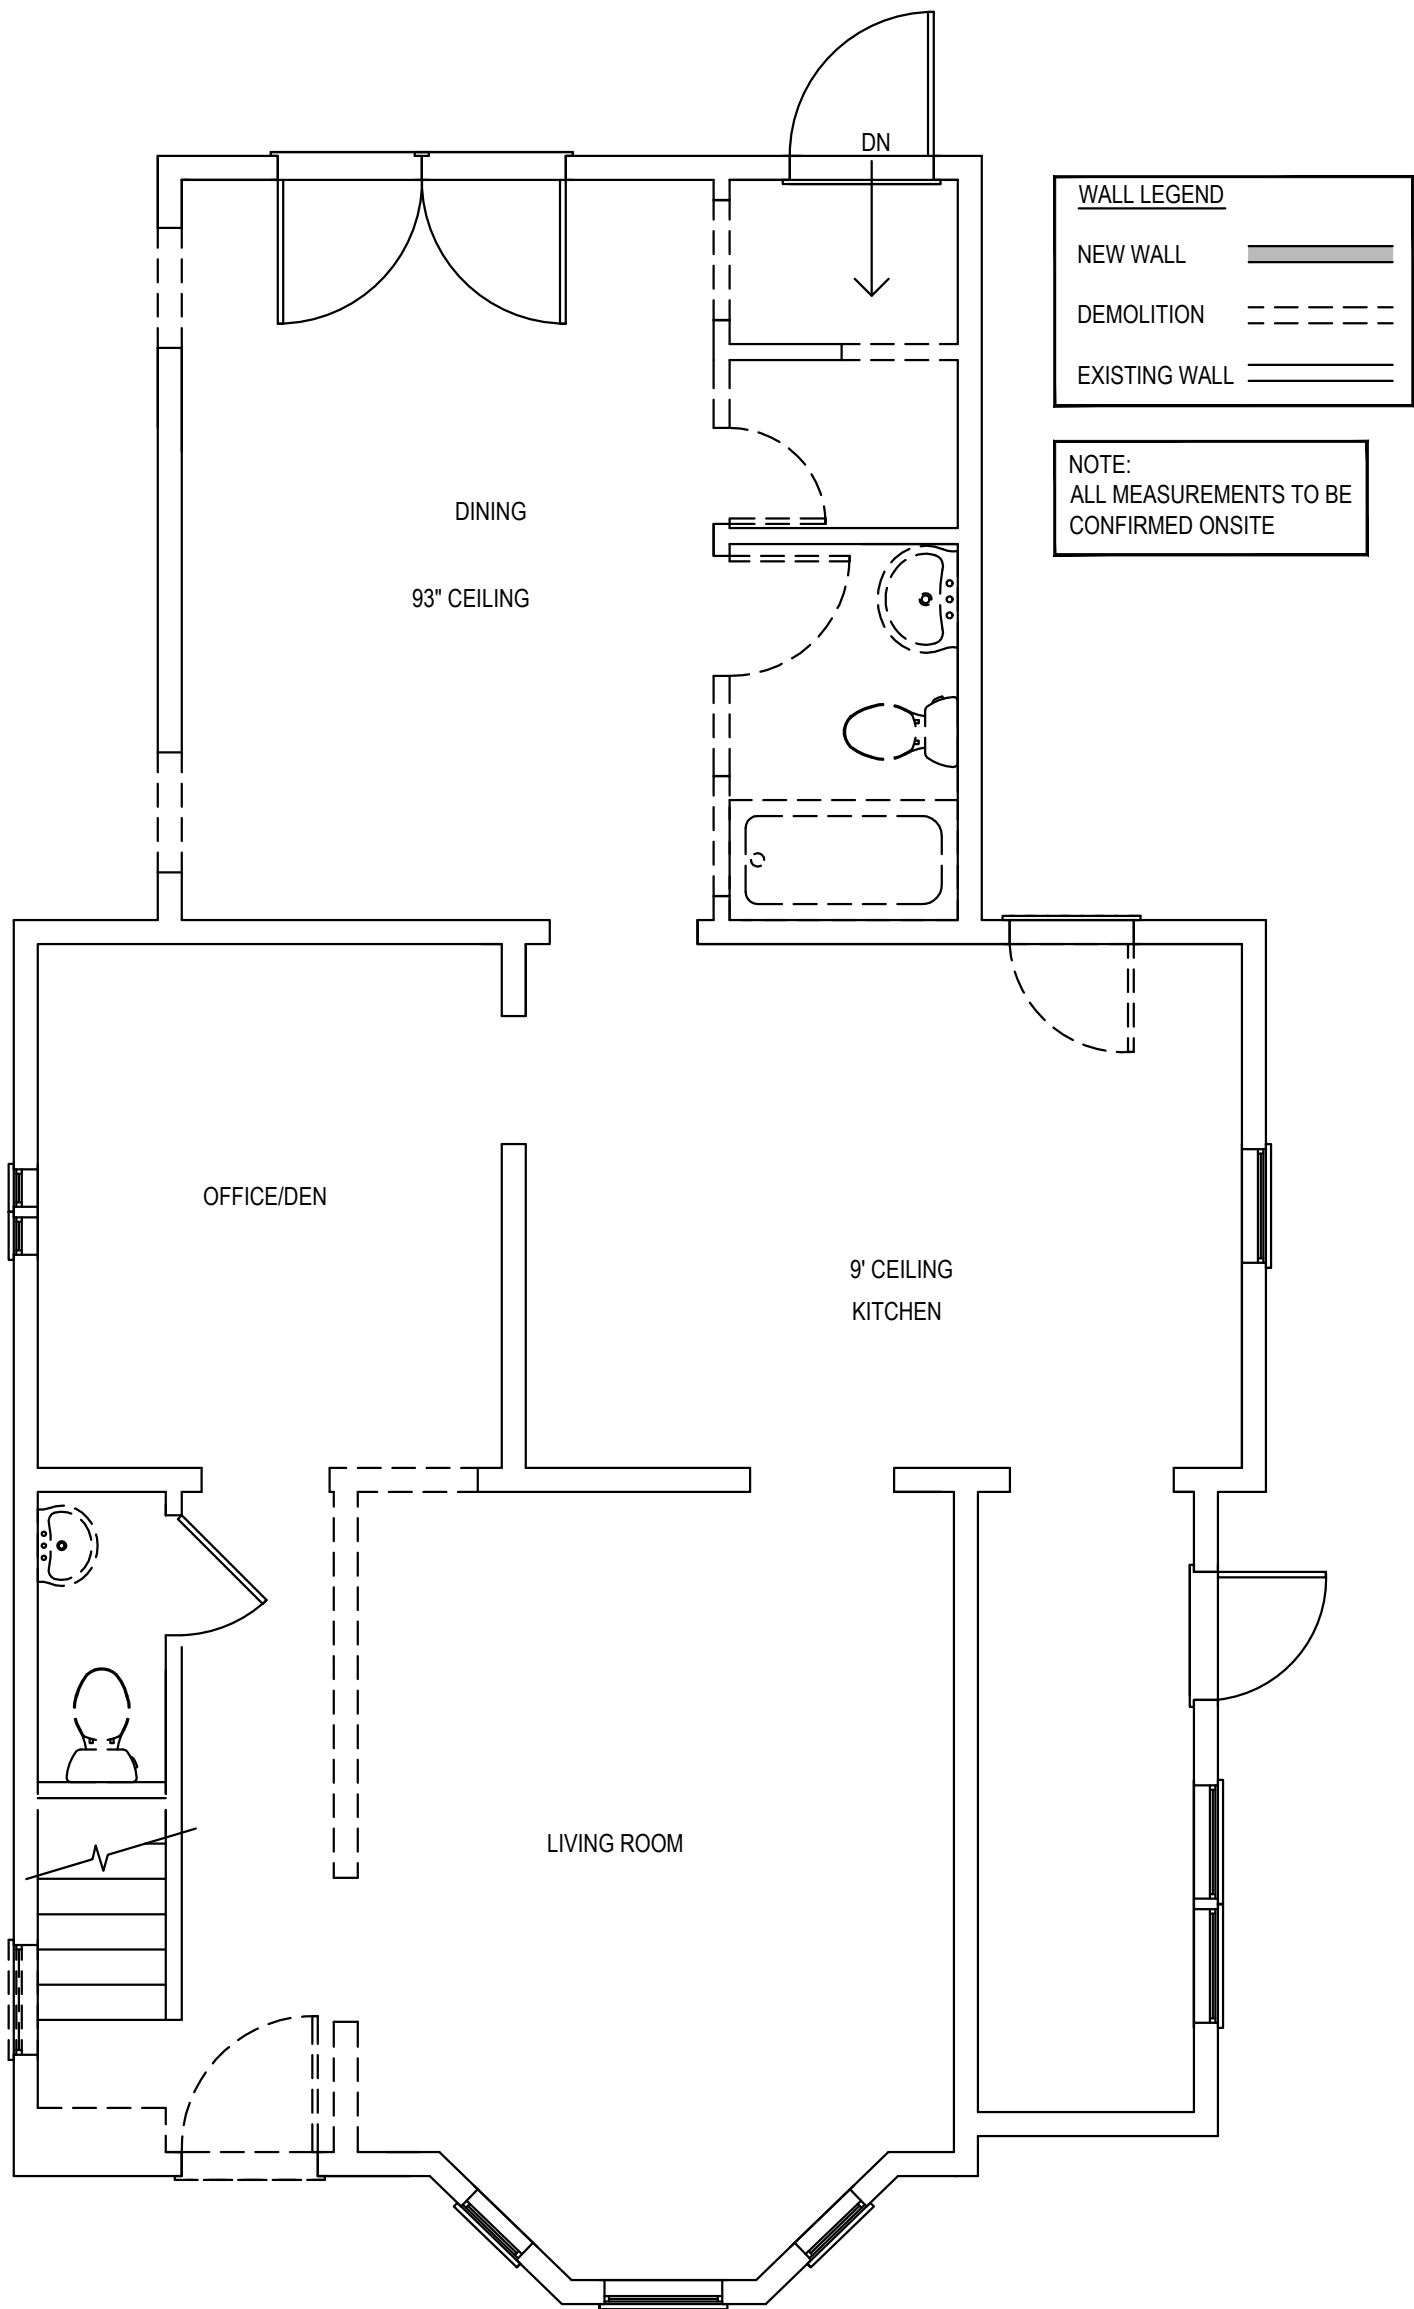 DN
WALL LEGEND
NEW WALL
DEMOLITION
EXISTING WALL
NOTE:
ALL MEASUREMENTS TO BE
CONFIRMED ONSITE
DINING
93" CEILING
OFFICE/DEN
9' CEILING
KITCHEN
LIVING ROOM